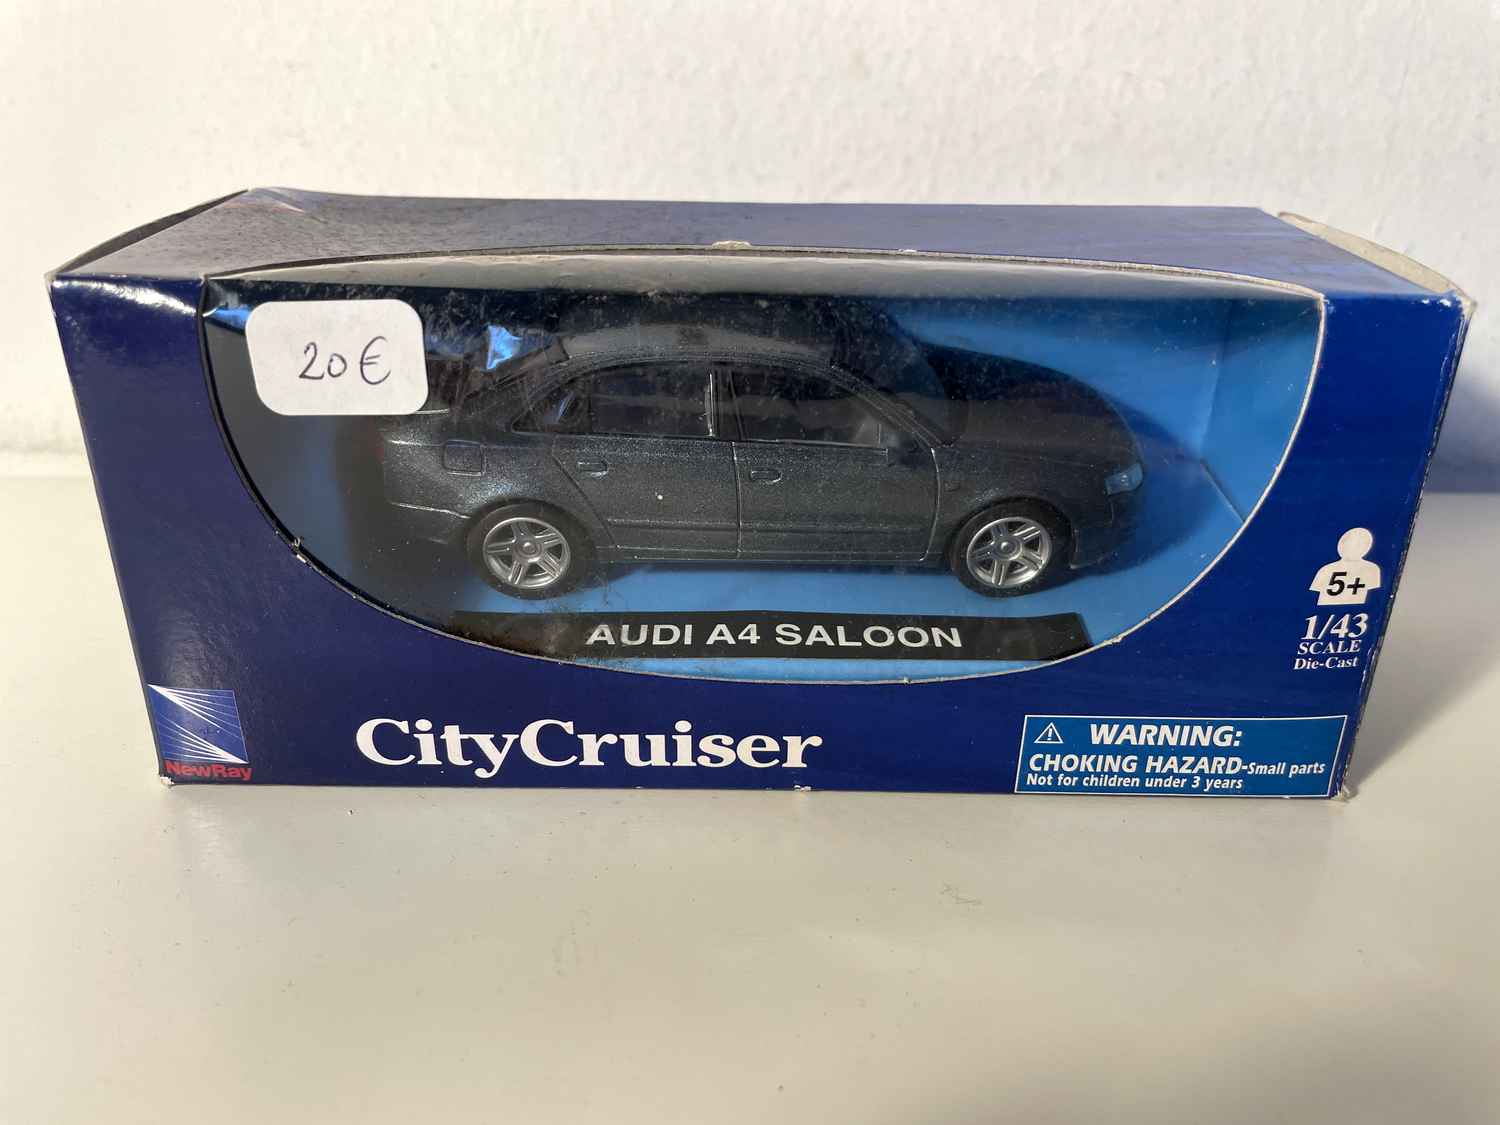 20€
AUDI A4 SALOON
5+
1/43
SCALE
Die-Cast
NewRay
CityCruiser
WARNING:
CHOKING HAZARD-Small parts
Not for children under 3 years